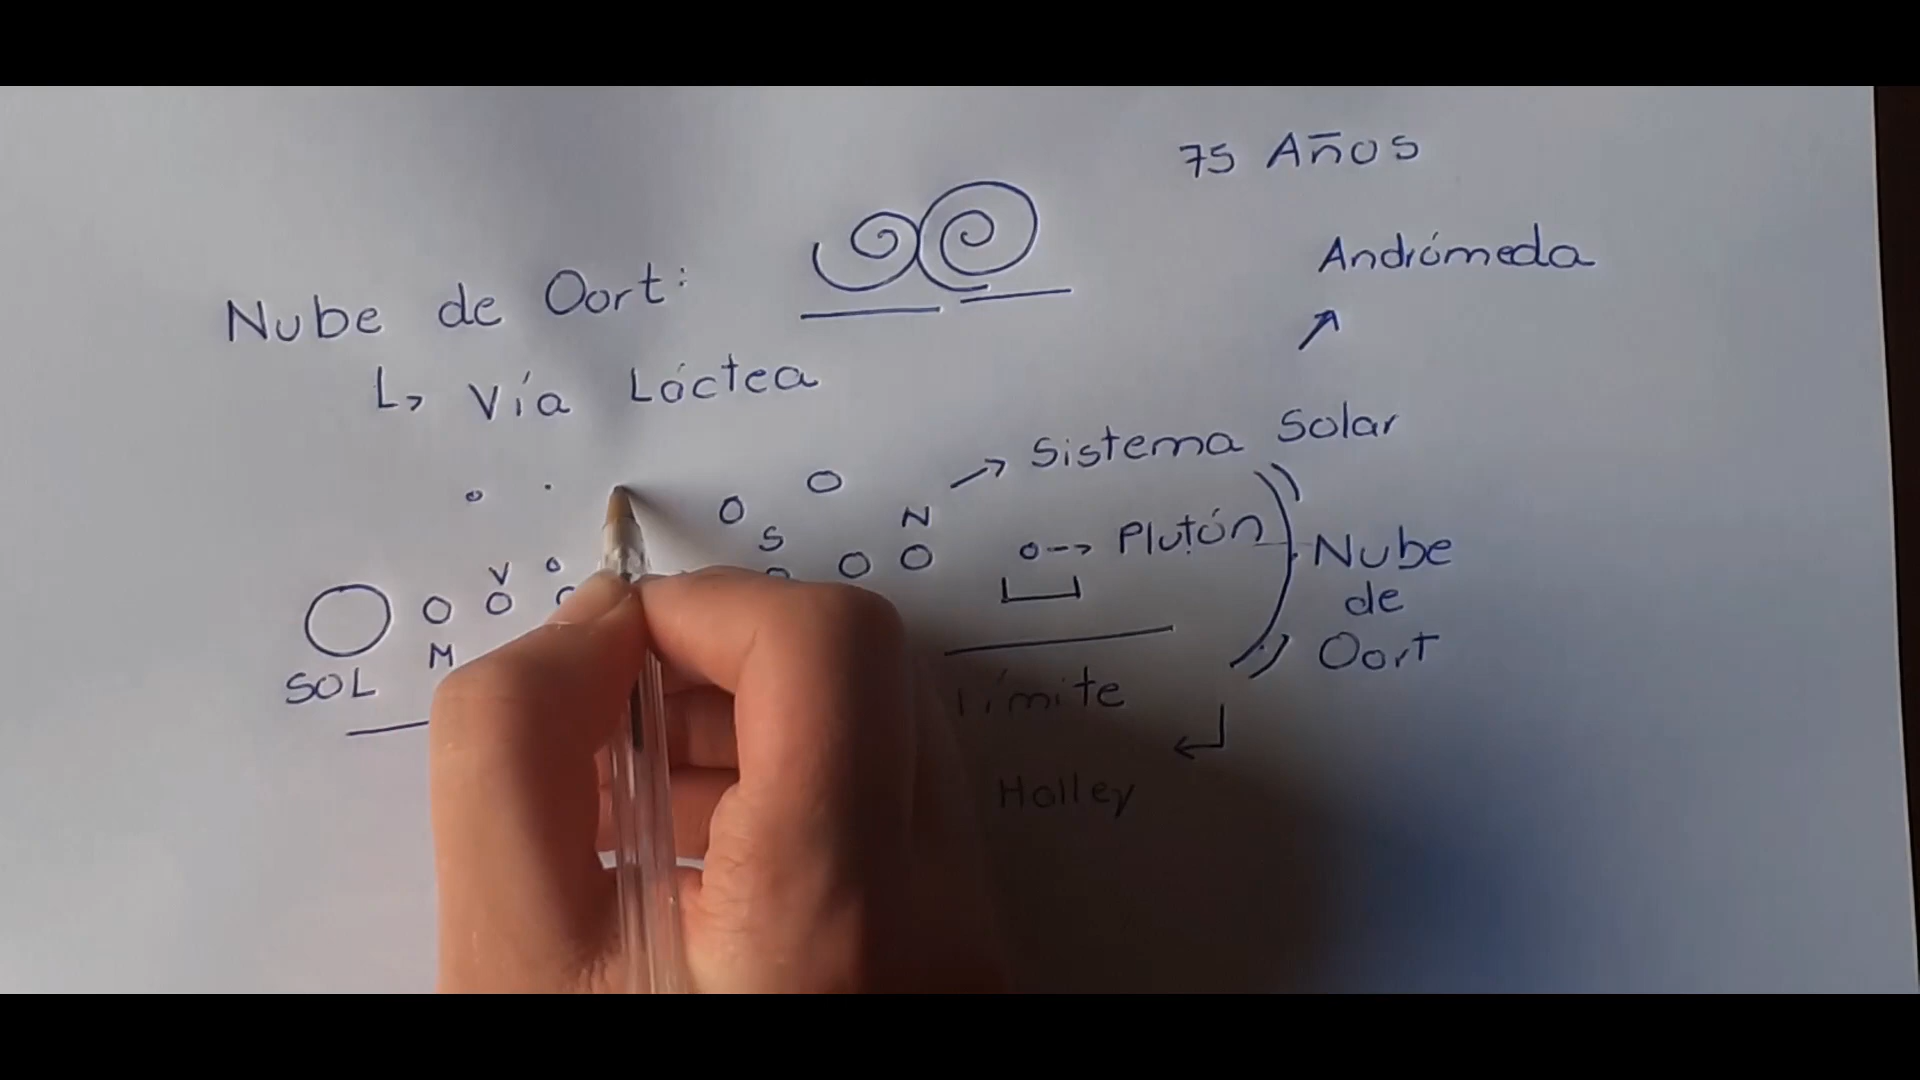 75 Años
Andrómeda
Nube de Oort:
Vía Láctea
Sistema Solar
N
S
Plutón
V
Nube
de
Oort
M
SOL
Límite
Halley